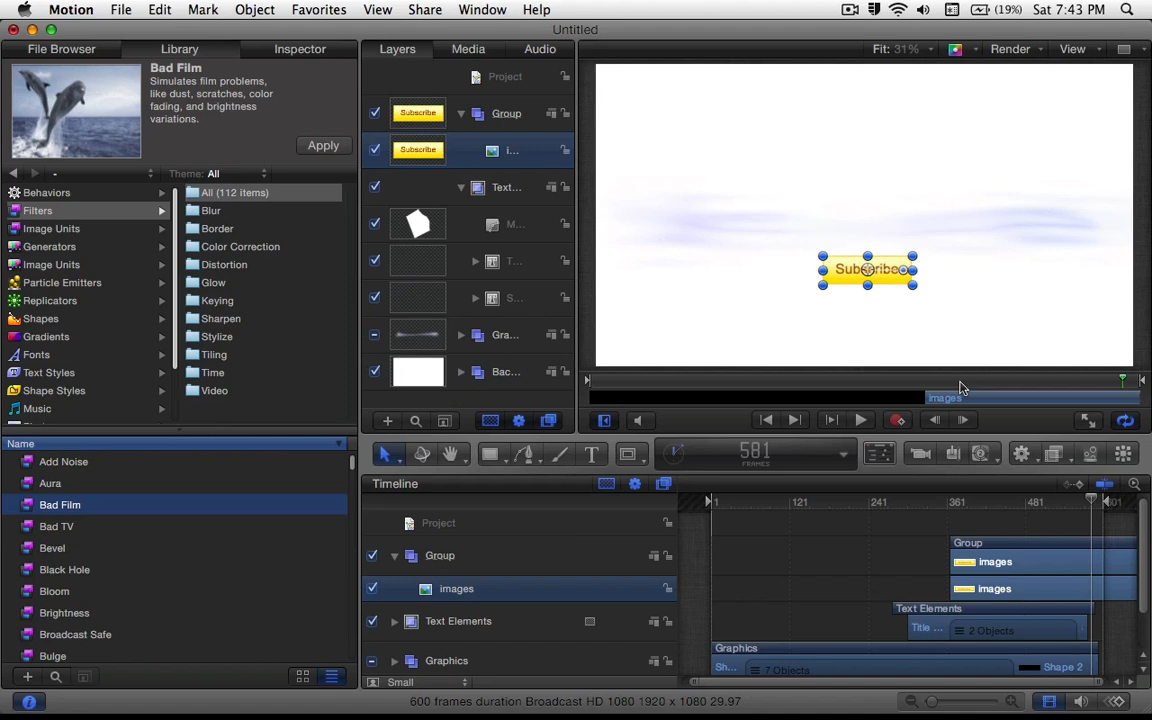 Motion File Edit Mark Object Favorites View Share Window Help (19%) Sat 7:43 PM
Untitled
File Browser Library Inspector Layers Media Audio Fit: 31% Render View
Bad Film
Simulates film problems,
like dust, scratches, color
fading, and brightness
variations.
Apply
- Theme: All
Behaviors
Filters
Image Units
Generators
Image Units
Particle Emitters
Replicators
Shapes
Gradients
Fonts
Text Styles
Shape Styles
Music
All (112 items)
Blur
Border
Color Correction
Distortion
Glow
Keying
Sharpen
Stylize
Tiling
Time
Video
Name
Add Noise
Aura
Bad Film
Bad TV
Bevel
Black Hole
Bloom
Brightness
Broadcast Safe
Bulge
Project
Subscribe Group
Subscribe i...
Text...
M...
T...
S...
Gra...
Bac...
Subscribe
images
581
FRAMES
Timeline
1 121 241 361 481 601
Project
Group
images
Text Elements
Graphics
Small
Group
images
images
Text Elements
Title ... 2 Objects
Graphics
Sh... 7 Objects Shape 2
600 frames duration Broadcast HD 1080 1920 x 1080 29.97